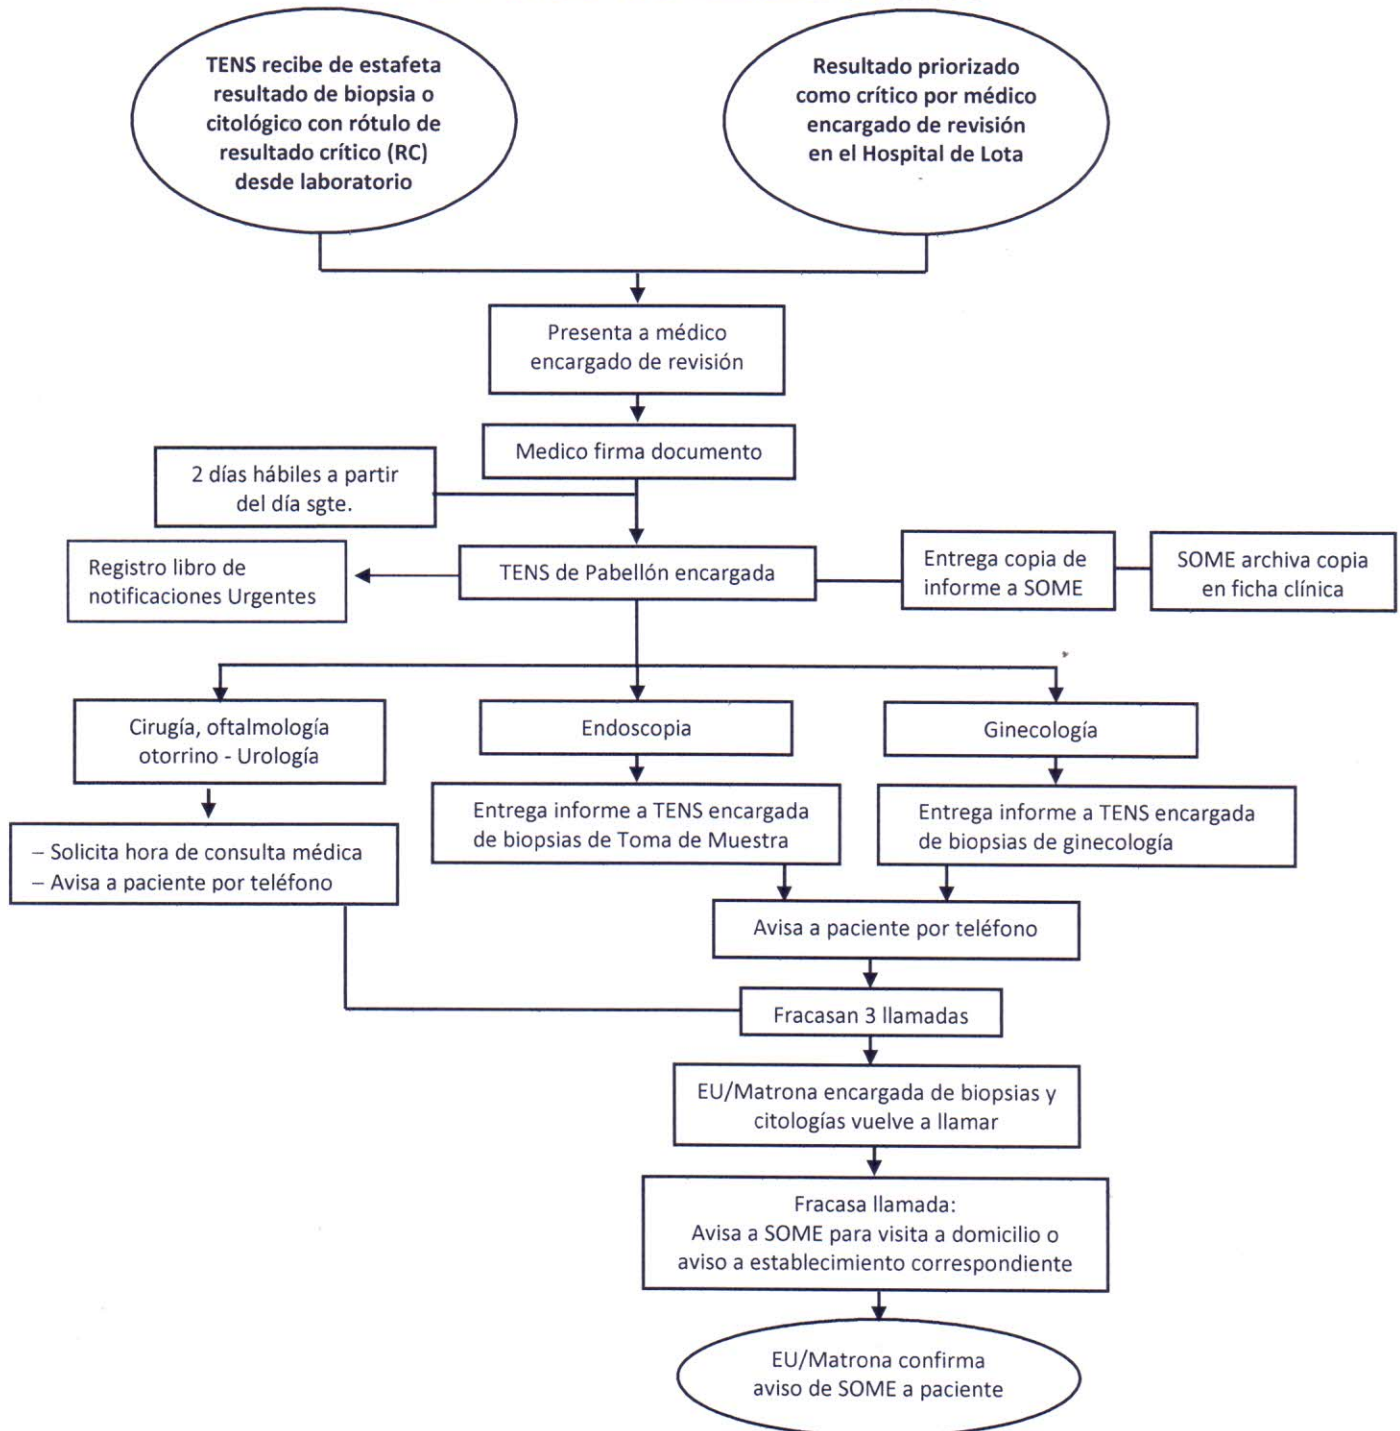 TENS recibe de estafeta
resultado de biopsia o
citológico con rótulo de
resultado crítico (RC)
desde laboratorio
Resultado priorizado
como crítico por médico
encargado de revisión
en el Hospital de Lota
Presenta a médico
encargado de revisión
Medico firma documento
2 días hábiles a partir
del día sgte.
Registro libro de
notificaciones Urgentes
TENS de Pabellón encargada
Entrega copia de
informe a SOME
SOME archiva copia
en ficha clínica
Cirugía, oftalmología
otorrino - Urología
Endoscopia
Ginecología
– Solicita hora de consulta médica
– Avisa a paciente por teléfono
Entrega informe a TENS encargada
de biopsias de Toma de Muestra
Entrega informe a TENS encargada
de biopsias de ginecología
Avisa a paciente por teléfono
Fracasan 3 llamadas
EU/Matrona encargada de biopsias y
citologías vuelve a llamar
Fracasa llamada:
Avisa a SOME para visita a domicilio o
aviso a establecimiento correspondiente
EU/Matrona confirma
aviso de SOME a paciente